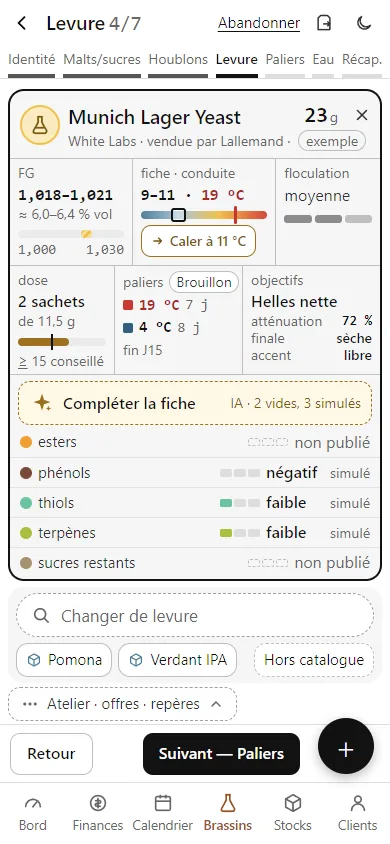 Levure 4/7 Abandonner
Identité Malts/sucres Houblons Levure Paliers Eau Récap.
Munich Lager Yeast 23 g
White Labs · vendue par Lallemand · exemple
FG fiche · conduite floculation
1,018–1,021 9–11 · 19 °C moyenne
≈ 6,0–6,4 % vol
1,000 1,030 → Caler à 11 °C
dose paliers Brouillon objectifs
2 sachets 19 °C 7 j Helles nette
de 11,5 g 4 °C 8 j atténuation 72 %
finale sèche
≥ 15 conseillé fin J15 accent libre
Compléter la fiche IA · 2 vides, 3 simulés
esters non publié
phénols négatif simulé
thiols faible simulé
terpènes faible simulé
sucres restants non publié
Changer de levure
Pomona Verdant IPA Hors catalogue
Atelier · offres · repères
Retour Suivant — Paliers +
Bord Finances Calendrier Brassins Stocks Clients